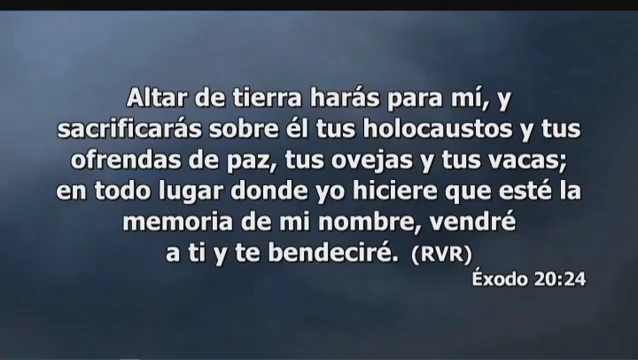 Altar de tierra harás para mí, y
sacrificarás sobre él tus holocaustos y tus
ofrendas de paz, tus ovejas y tus vacas;
en todo lugar donde yo hiciere que esté la
memoria de mi nombre, vendré
a ti y te bendeciré. (RVR)
Éxodo 20:24